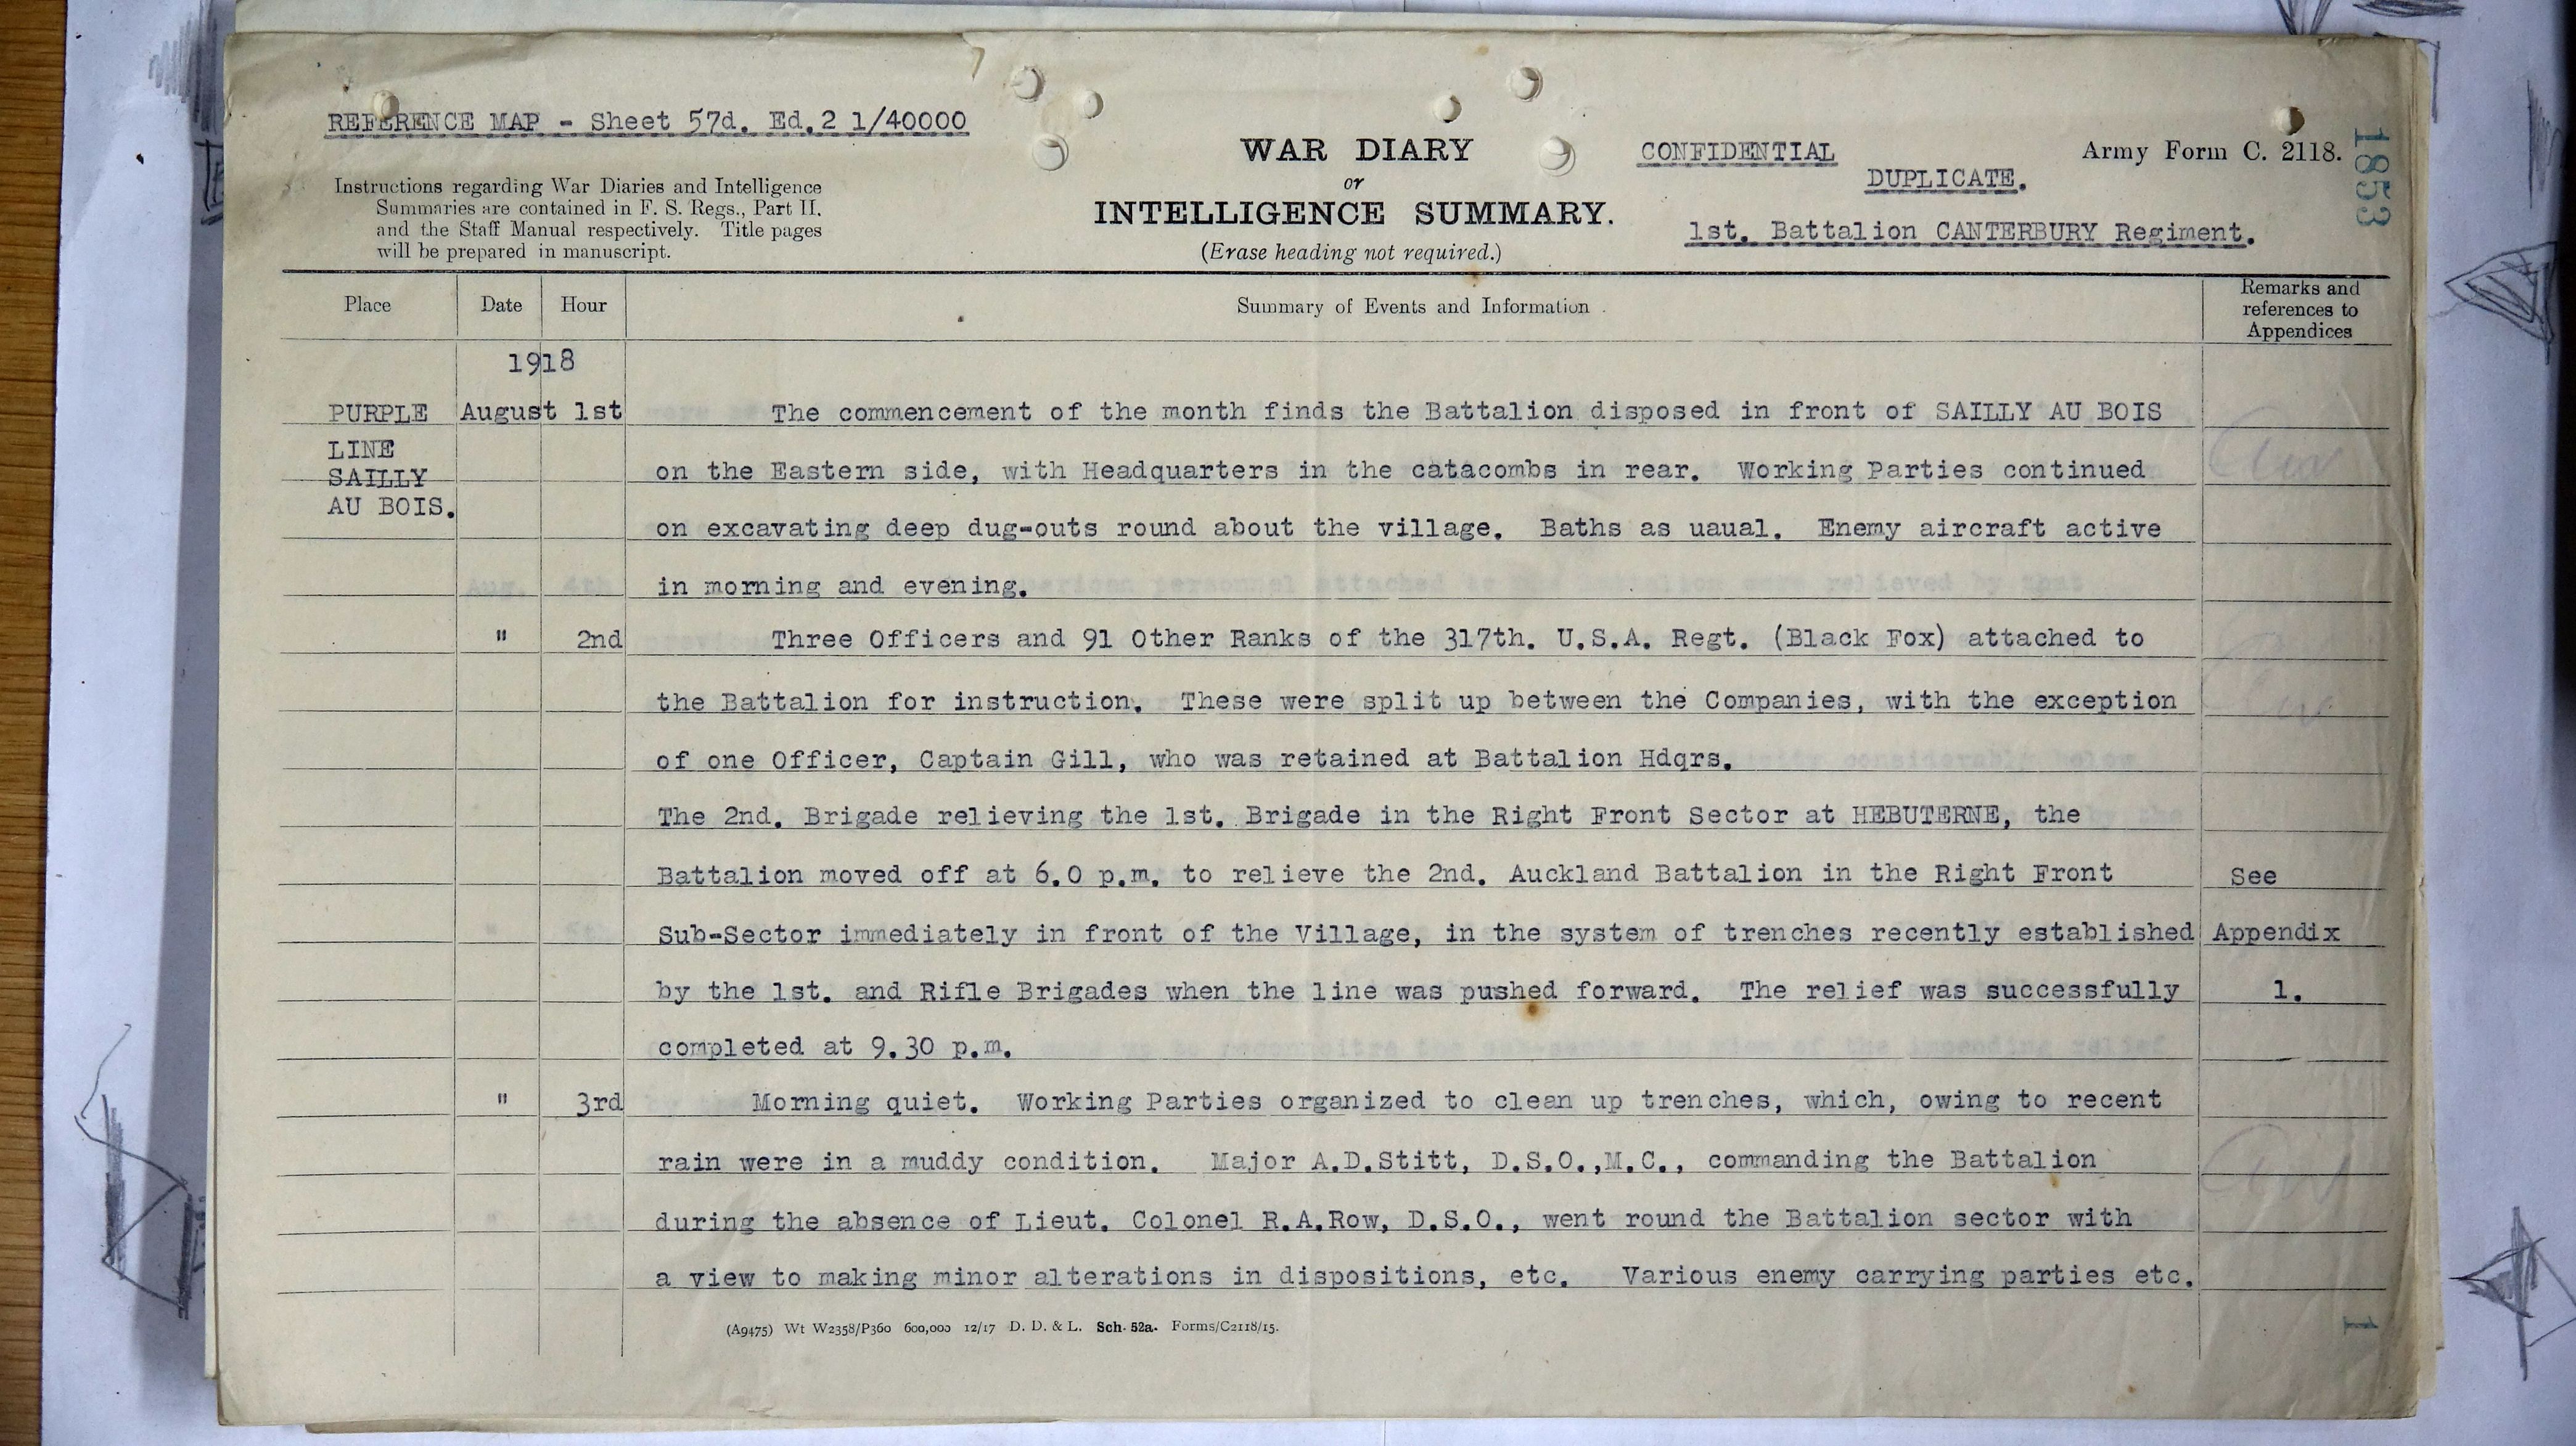 REFERENCE MAP - Sheet 57d. Ed.2 1/40000
WAR DIARY
or
INTELLIGENCE SUMMARY.
(Erase heading not required.)
CONFIDENTIAL
DUPLICATE.
Army Form C. 2118.
1853
1st. Battalion CANTERBURY Regiment.
Instructions regarding War Diaries and Intelligence
Summaries are contained in F. S. Regs., Part II.
and the Staff Manual respectively. Title pages
will be prepared in manuscript.
Place Date Hour Summary of Events and Information Remarks and
references to
Appendices
1918
PURPLE August 1st The commencement of the month finds the Battalion disposed in front of SAILLY AU BOIS
LINE
SAILLY on the Eastern side, with Headquarters in the catacombs in rear. Working Parties continued
AU BOIS.
on excavating deep dug-outs round about the village. Baths as uaual. Enemy aircraft active
in morning and evening.
" 2nd Three Officers and 91 Other Ranks of the 317th. U.S.A. Regt. (Black Fox) attached to
the Battalion for instruction. These were split up between the Companies, with the exception
of one Officer, Captain Gill, who was retained at Battalion Hdqrs.
The 2nd. Brigade relieving the 1st. Brigade in the Right Front Sector at HEBUTERNE, the
Battalion moved off at 6.0 p.m. to relieve the 2nd. Auckland Battalion in the Right Front See
Sub-Sector immediately in front of the Village, in the system of trenches recently established Appendix
by the 1st. and Rifle Brigades when the line was pushed forward. The relief was successfully 1.
completed at 9.30 p.m.
" 3rd Morning quiet. Working Parties organized to clean up trenches, which, owing to recent
rain were in a muddy condition. Major A.D.Stitt, D.S.O.,M.C., commanding the Battalion
during the absence of Lieut. Colonel R.A.Row, D.S.O., went round the Battalion sector with
a view to making minor alterations in dispositions, etc. Various enemy carrying parties etc.
(A9475) Wt W2358/P360 600,000 12/17 D. D. & L. Sch. 52a. Forms/C2118/15.
1